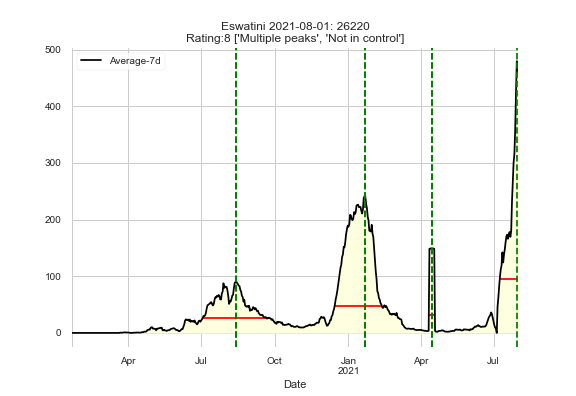 Eswatini 2021-08-01: 26220
Rating:8 ['Multiple peaks', 'Not in control']
Average-7d
500
400
300
200
100
0
Apr
Jul
Oct
Jan
2021
Apr
Jul
Date